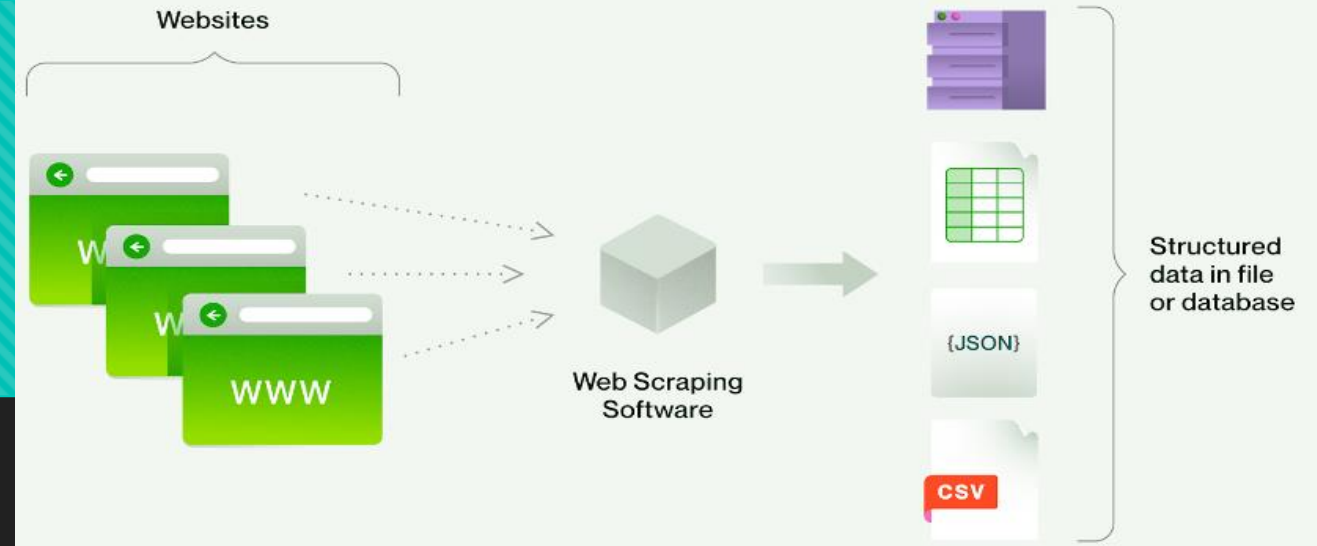 Websites
W
W
WWW
Web Scraping
Software
{JSON}
CSV
Structured
data in file
or database